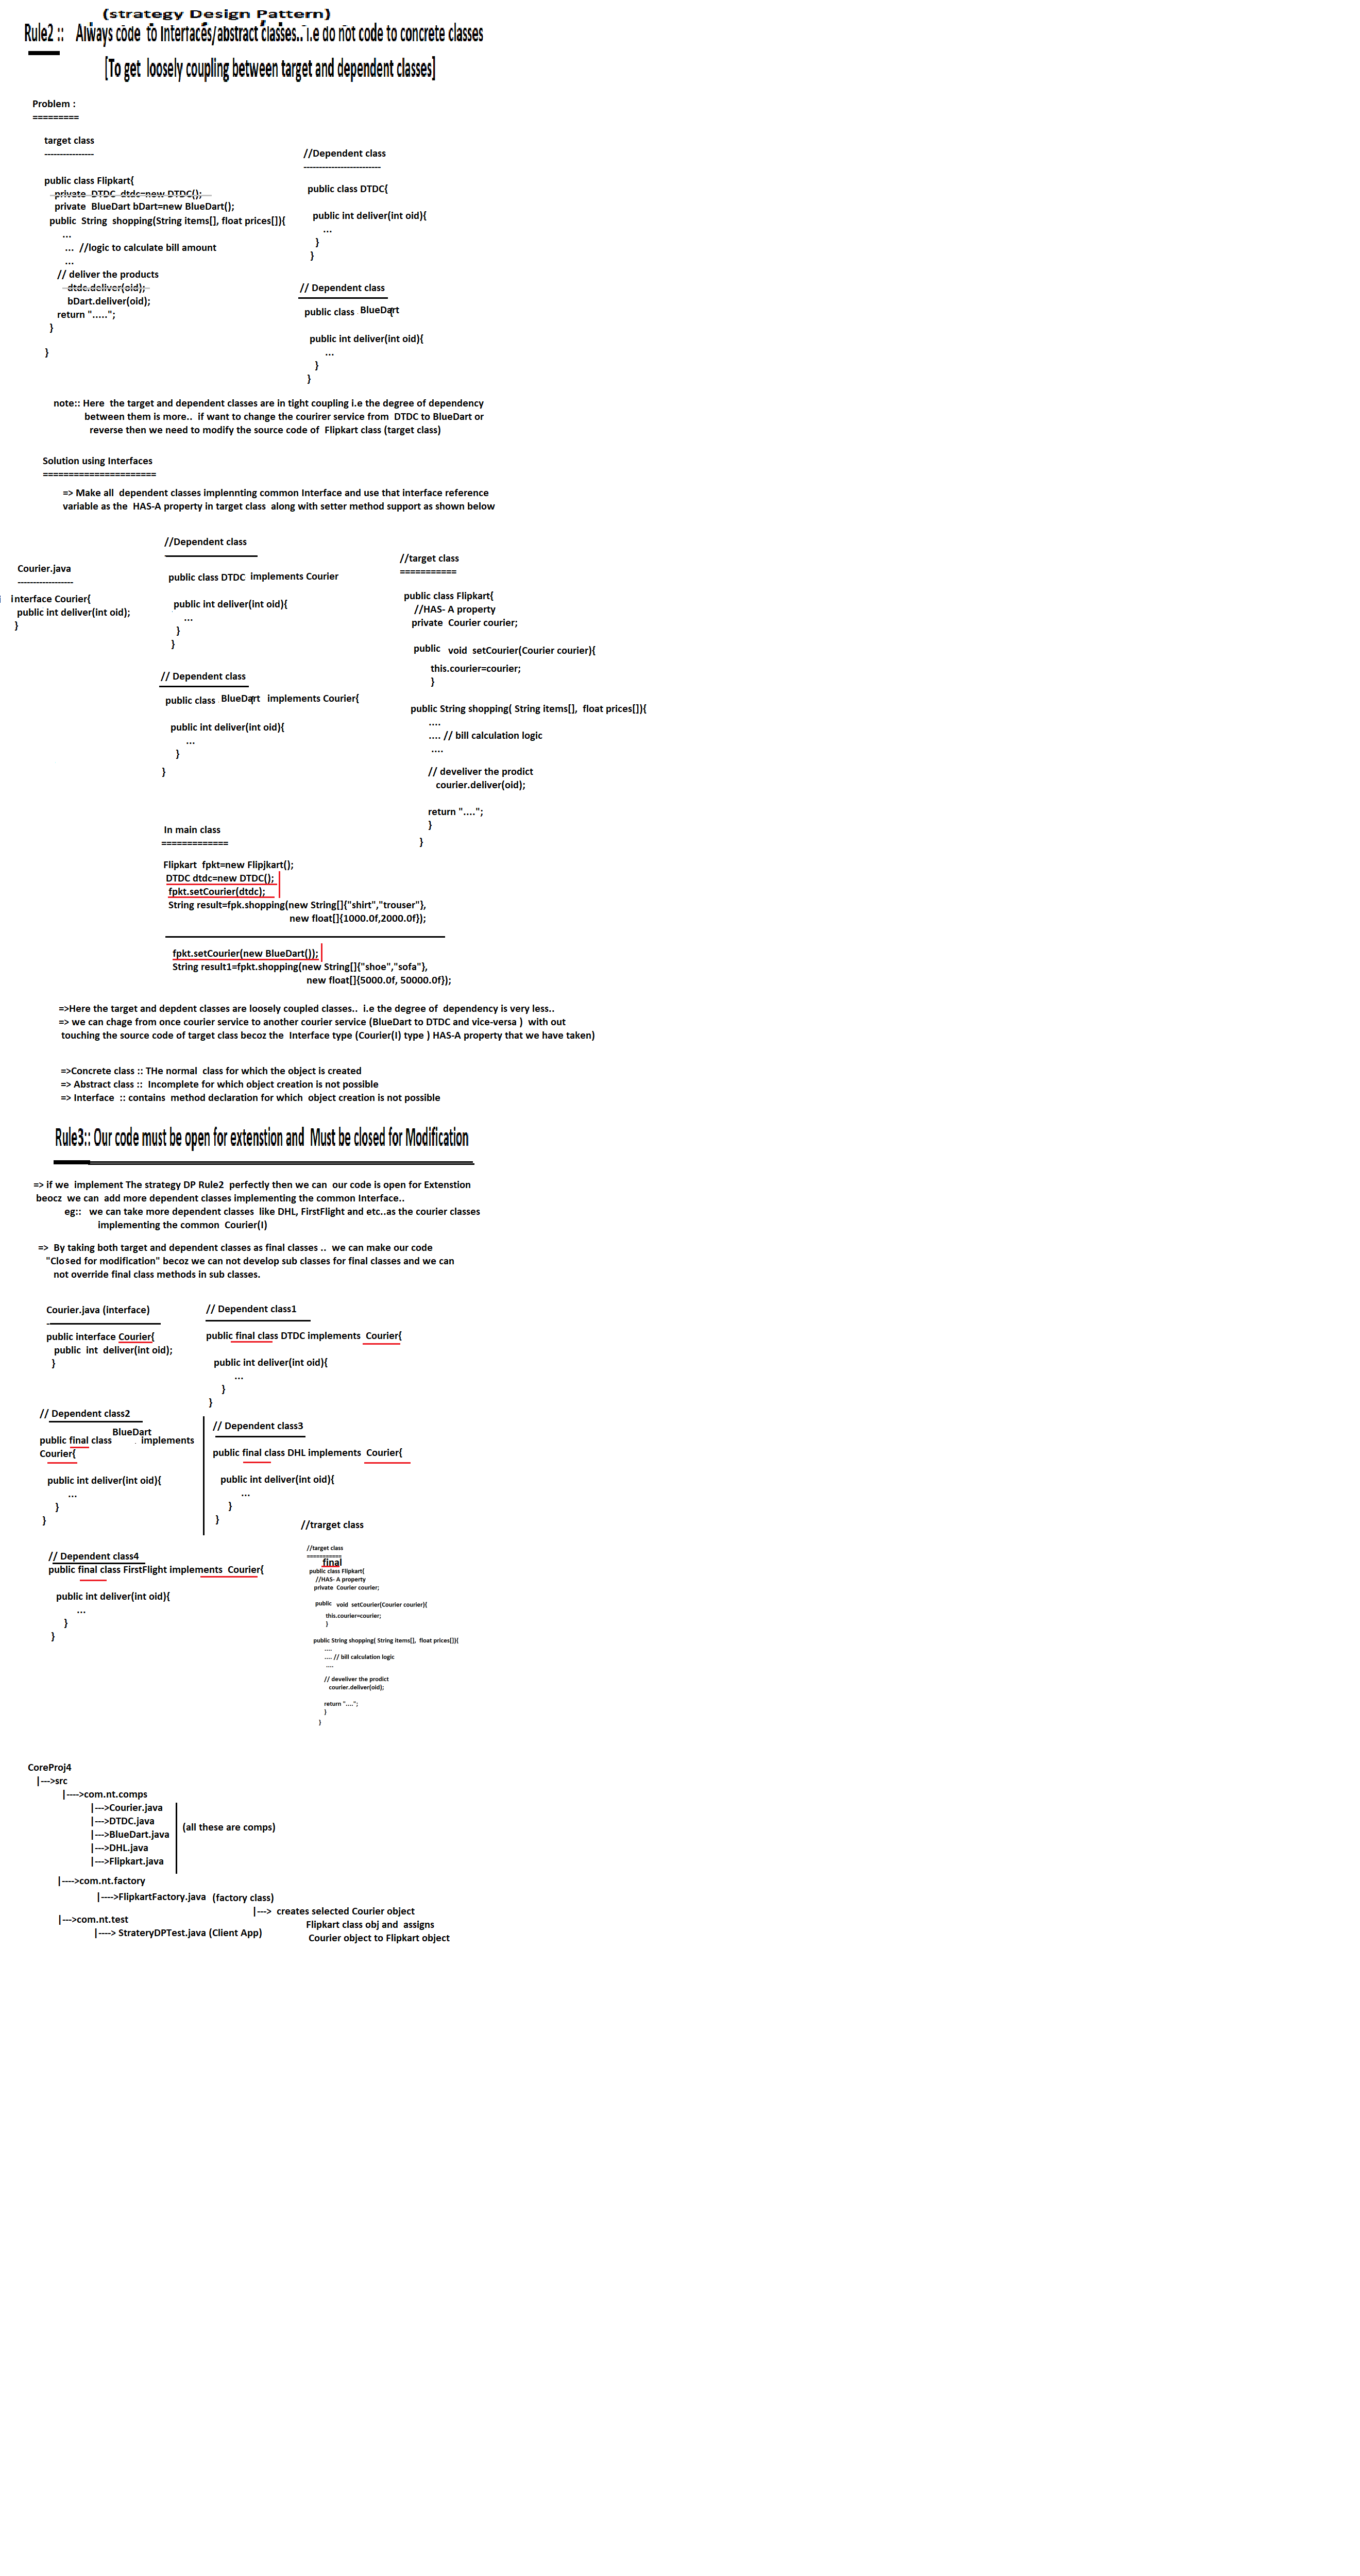 (strategy Design Pattern)
Rule2 :: Always code to Interfaces/abstract classes.. i.e do not code to concrete classes
[To get loosely coupling between target and dependent classes]
Problem :
=========
target class
----------------
public class Flipkart{
private DTDC dtdc=new DTDC();
private BlueDart bDart=new BlueDart();
public String shopping(String items[], float prices[]){
...
... //logic to calculate bill amount
...
// deliver the products
dtdc.deliver(oid);
bDart.deliver(oid);
return ".....";
}
}
//Dependent class
-------------------------
public class DTDC{
public int deliver(int oid){
...
}
}
// Dependent class
public class BlueDart{
public int deliver(int oid){
...
}
}
note:: Here the target and dependent classes are in tight coupling i.e the degree of dependency
between them is more.. if want to change the courirer service from DTDC to BlueDart or
reverse then we need to modify the source code of Flipkart class (target class)
Solution using Interfaces
======================
=> Make all dependent classes implennting common Interface and use that interface reference
variable as the HAS-A property in target class along with setter method support as shown below
Courier.java
------------------
interface Courier{
public int deliver(int oid);
}
//Dependent class
public class DTDC implements Courier
public int deliver(int oid){
...
}
}
// Dependent class
public class BlueDart implements Courier{
public int deliver(int oid){
...
}
}
//target class
===========
public class Flipkart{
//HAS- A property
private Courier courier;
public void setCourier(Courier courier){
this.courier=courier;
}
public String shopping( String items[], float prices[]){
....
.... // bill calculation logic
....
// develiver the prodict
courier.deliver(oid);
return "....";
}
}
In main class
=============
Flipkart fpkt=new Flipjkart();
DTDC dtdc=new DTDC();
fpkt.setCourier(dtdc);
String result=fpk.shopping(new String[]{"shirt","trouser"},
new float[]{1000.0f,2000.0f});
fpkt.setCourier(new BlueDart());
String result1=fpkt.shopping(new String[]{"shoe","sofa"},
new float[]{5000.0f, 50000.0f});
=>Here the target and depdent classes are loosely coupled classes.. i.e the degree of dependency is very less..
=> we can chage from once courier service to another courier service (BlueDart to DTDC and vice-versa ) with out
touching the source code of target class becoz the Interface type (Courier(I) type ) HAS-A property that we have taken)
=>Concrete class :: THe normal class for which the object is created
=> Abstract class :: Incomplete for which object creation is not possible
=> Interface :: contains method declaration for which object creation is not possible
Rule3:: Our code must be open for extenstion and Must be closed for Modification
=> if we implement The strategy DP Rule2 perfectly then we can our code is open for Extenstion
beocz we can add more dependent classes implementing the common Interface..
eg:: we can take more dependent classes like DHL, FirstFlight and etc..as the courier classes
implementing the common Courier(I)
=> By taking both target and dependent classes as final classes .. we can make our code
"Closed for modification" becoz we can not develop sub classes for final classes and we can
not override final class methods in sub classes.
Courier.java (interface)
public interface Courier{
public int deliver(int oid);
}
// Dependent class1
public final class DTDC implements Courier{
public int deliver(int oid){
...
}
}
// Dependent class2
public final class BlueDart implements
Courier{
public int deliver(int oid){
...
}
}
// Dependent class3
public final class DHL implements Courier{
public int deliver(int oid){
...
}
}
// Dependent class4
public final class FirstFlight implements Courier{
public int deliver(int oid){
...
}
}
//trarget class
//target class
===========
final
public class Flipkart{
//HAS- A property
private Courier courier;
public void setCourier(Courier courier){
this.courier=courier;
}
public String shopping( String items[], float prices[]){
....
.... // bill calculation logic
....
// develiver the prodict
courier.deliver(oid);
return "....";
}
}
CoreProj4
|--->src
|---->com.nt.comps
|--->Courier.java
|--->DTDC.java
|--->BlueDart.java
|--->DHL.java
|--->Flipkart.java
(all these are comps)
|---->com.nt.factory
|---->FlipkartFactory.java (factory class)
|---> creates selected Courier object
Flipkart class obj and assigns
Courier object to Flipkart object
|--->com.nt.test
|----> StrateryDPTest.java (Client App)